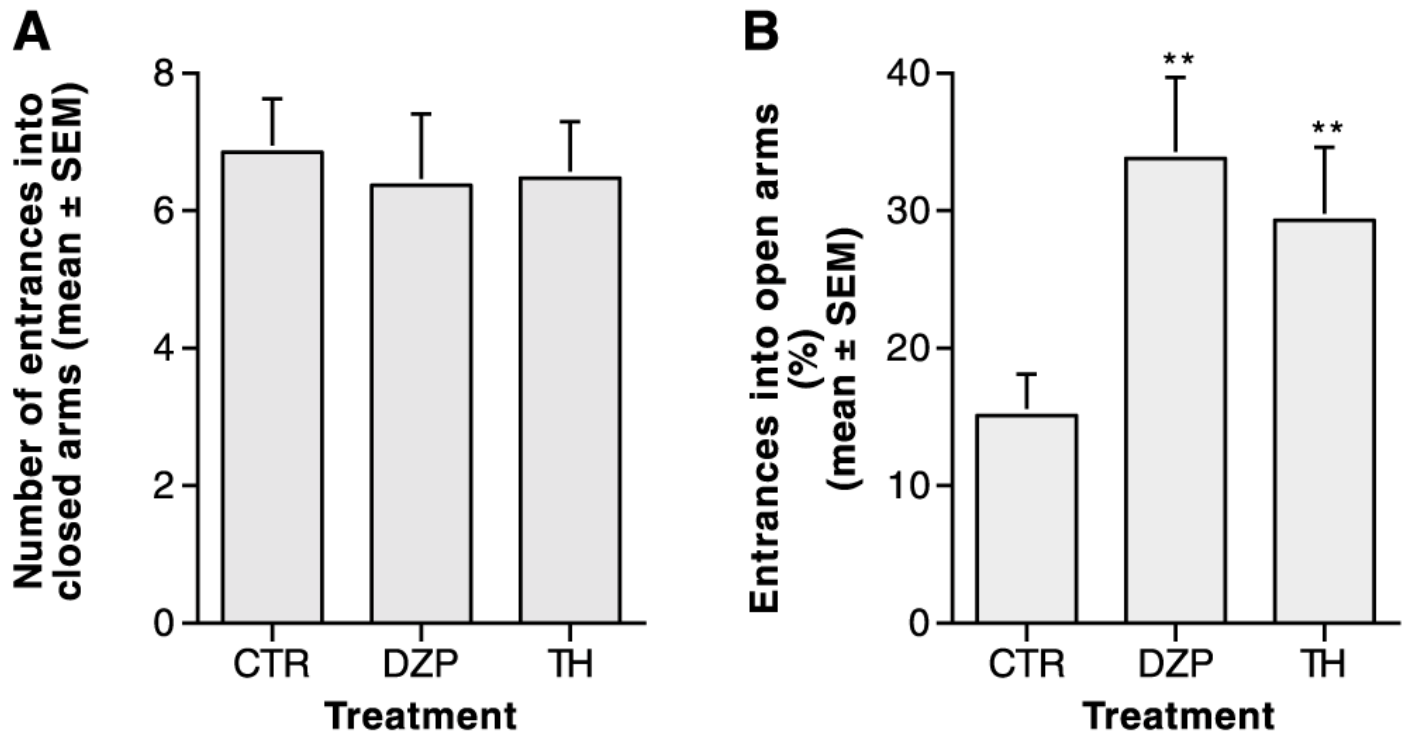 A
Number of entrances into
closed arms (mean ± SEM)
8
6
4
2
0
CTR DZP TH
Treatment
B
Entrances into open arms
(%)
(mean ± SEM)
40
30
20
10
0
**
**
CTR DZP TH
Treatment